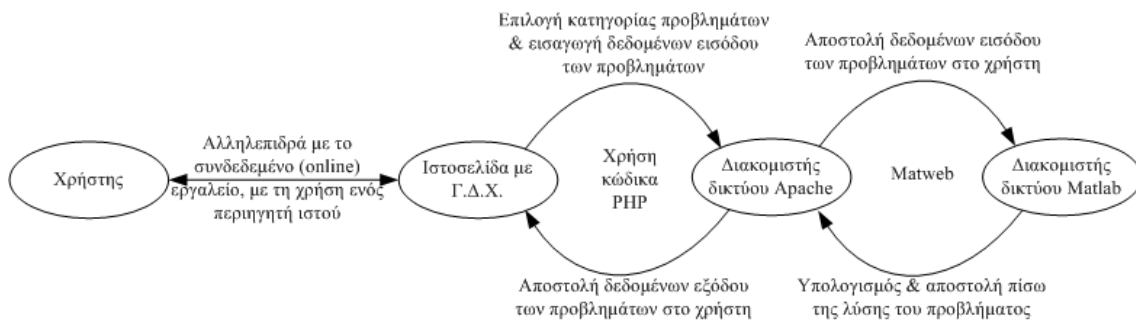 Χρήστης
Αλληλεπιδρά με το
συνδεδεμένο (online)
εργαλείο, με τη χρήση ενός
περιηγητή ιστού
Ιστοσελίδα με
Γ.Δ.Χ.
Επιλογή κατηγορίας προβλημάτων
& εισαγωγή δεδομένων εισόδου
των προβλημάτων
Χρήση
κώδικα
PHP
Αποστολή δεδομένων εξόδου
των προβλημάτων στο χρήστη
Διακομιστής
δικτύου Apache
Αποστολή δεδομένων εισόδου
των προβλημάτων στο χρήστη
Matweb
Υπολογισμός & αποστολή πίσω
της λύσης του προβλήματος
Διακομιστής
δικτύου Matlab